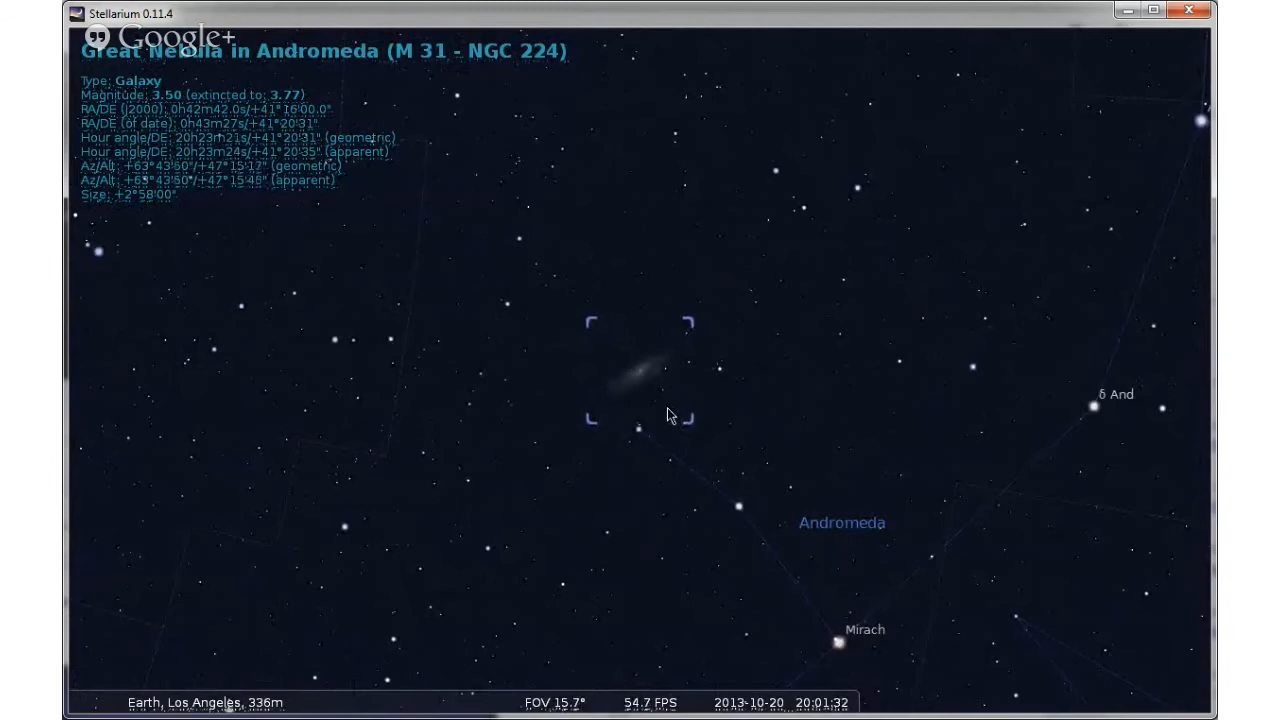 Stellarium 0.11.4
Google+
Great Nebula in Andromeda (M 31 - NGC 224)
Type: Galaxy
Magnitude: 3.50 (extincted to: 3.77)
RA/DE (J2000): 0h42m42.0s/+41°16'00.0"
RA/DE (of date): 0h43m27s/+41°20'31"
Hour angle/DE: 20h23m21s/+41°20'31" (geometric)
Hour angle/DE: 20h23m24s/+41°20'35" (apparent)
Az/Alt: +63°43'50"/+47°15'17" (geometric)
Az/Alt: +63°43'50"/+47°15'48" (apparent)
Size: +2°58'00"
δ And
Andromeda
Mirach
Earth, Los Angeles, 336m FOV 15.7° 54.7 FPS 2013-10-20 20:01:32